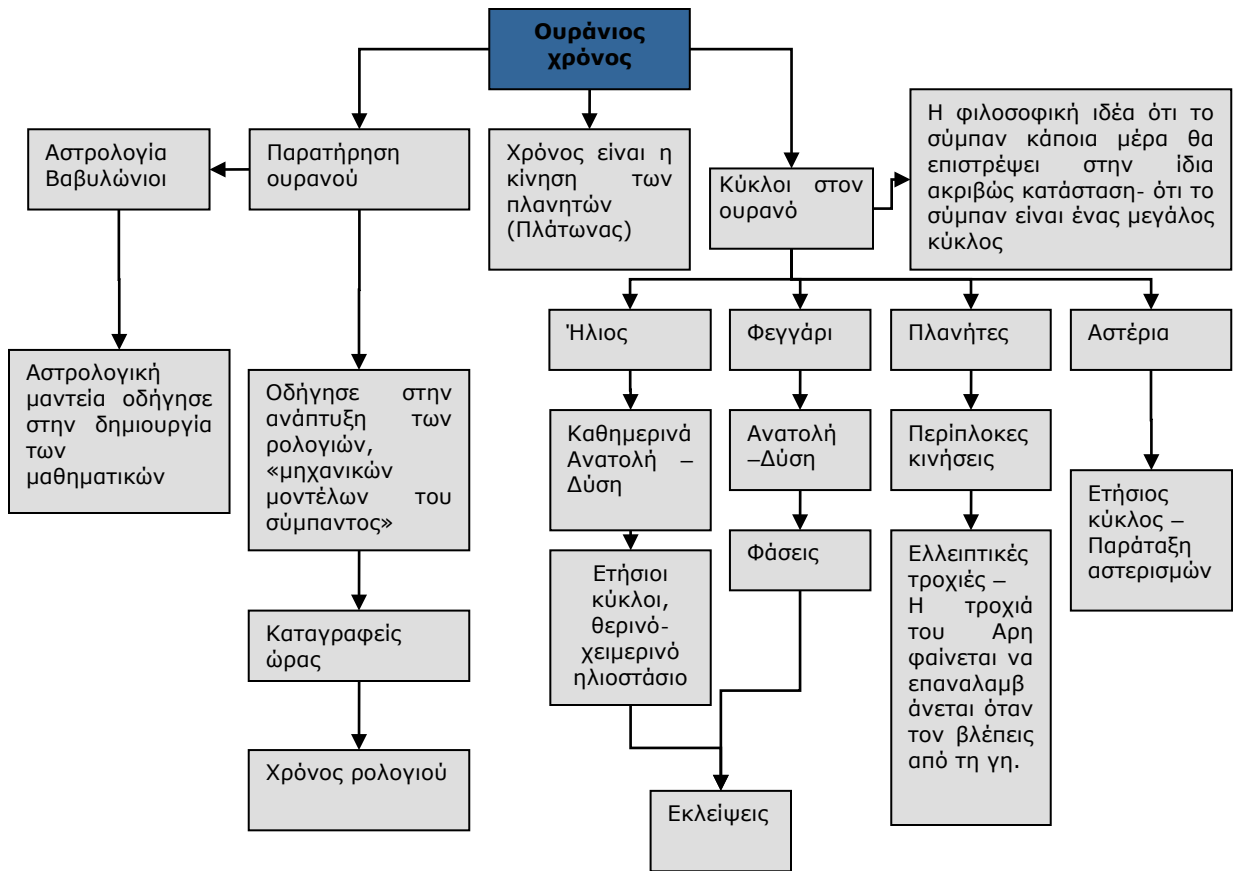 Ουράνιος
χρόνος
Αστρολογία
Βαβυλώνιοι
Παρατήρηση
ουρανού
Χρόνος είναι η
κίνηση των
πλανητών
(Πλάτωνας)
Κύκλοι στον
ουρανό
Η φιλοσοφική ιδέα ότι το
σύμπαν κάποια μέρα θα
επιστρέψει στην ίδια
ακριβώς κατάσταση- ότι το
σύμπαν είναι ένας μεγάλος
κύκλος
Αστρολογική
μαντεία οδήγησε
στην δημιουργία
των
μαθηματικών
Οδήγησε στην
ανάπτυξη των
ρολογιών,
«μηχανικών
μοντέλων του
σύμπαντος»
Καταγραφείς
ώρας
Χρόνος ρολογιού
Ήλιος
Φεγγάρι
Πλανήτες
Αστέρια
Καθημερινά
Ανατολή –
Δύση
Ανατολή
–Δύση
Περίπλοκες
κινήσεις
Ετήσιος
κύκλος –
Παράταξη
αστερισμών
Ετήσιοι
κύκλοι,
θερινό-
χειμερινό
ηλιοστάσιο
Φάσεις
Ελλειπτικές
τροχιές –
Η τροχιά
του Αρη
φαίνεται να
επαναλαμβ
άνεται όταν
τον βλέπεις
από τη γη.
Εκλείψεις